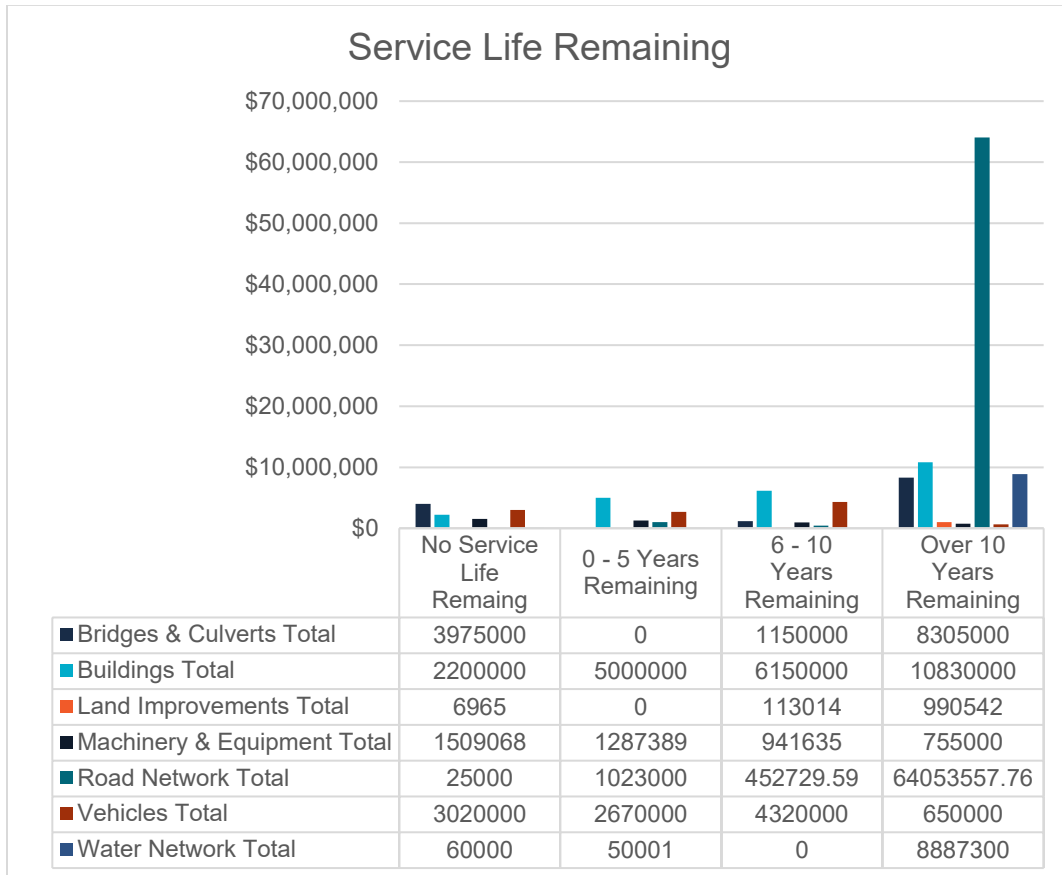 Service Life Remaining
$70,000,000
$60,000,000
$50,000,000
$40,000,000
$30,000,000
$20,000,000
$10,000,000
$0
No Service
Life
Remaing
0 - 5 Years
Remaining
6 - 10
Years
Remaining
Over 10
Years
Remaining
Bridges & Culverts Total 3975000 0 1150000 8305000
Buildings Total 2200000 5000000 6150000 10830000
Land Improvements Total 6965 0 113014 990542
Machinery & Equipment Total 1509068 1287389 941635 755000
Road Network Total 25000 1023000 452729.59 64053557.76
Vehicles Total 3020000 2670000 4320000 650000
Water Network Total 60000 50001 0 8887300